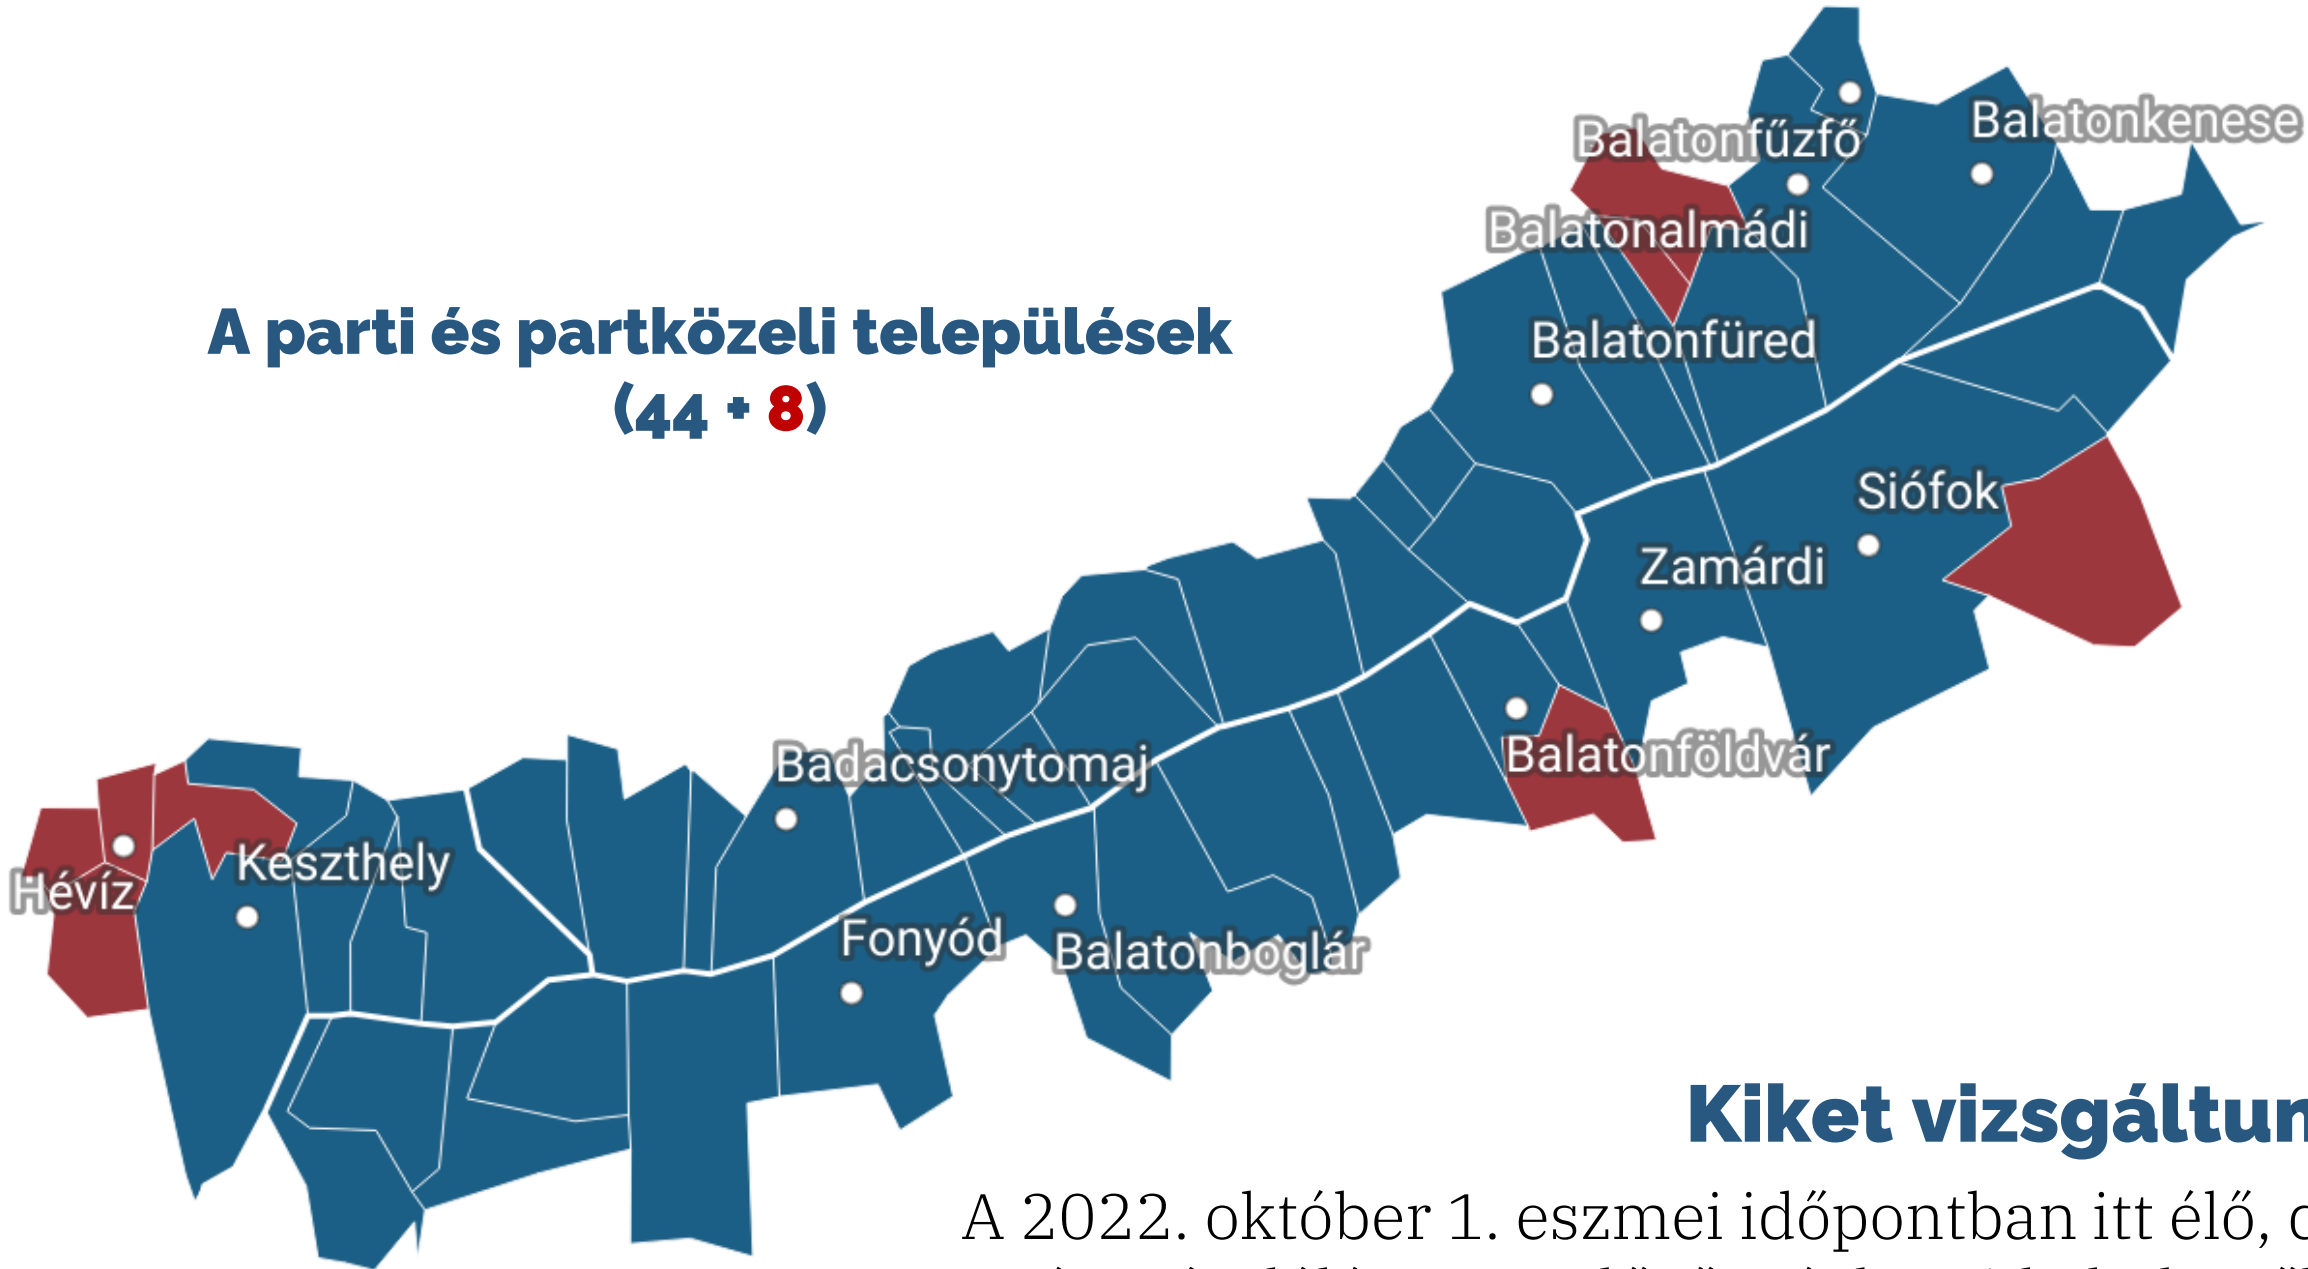 Balatonkenese
Balatonfűzfő
Balatonalmádi
A parti és partközeli települések
Balatonfüred
(44 + 8)
Siófok
Zamárdi
Badacsonytomaj
Balatonföldvár
Keszthely
Hévíz
Fonyód
Balatonboglár
Kiket
A 2022. október 1. eszmei időpontban itt élő,